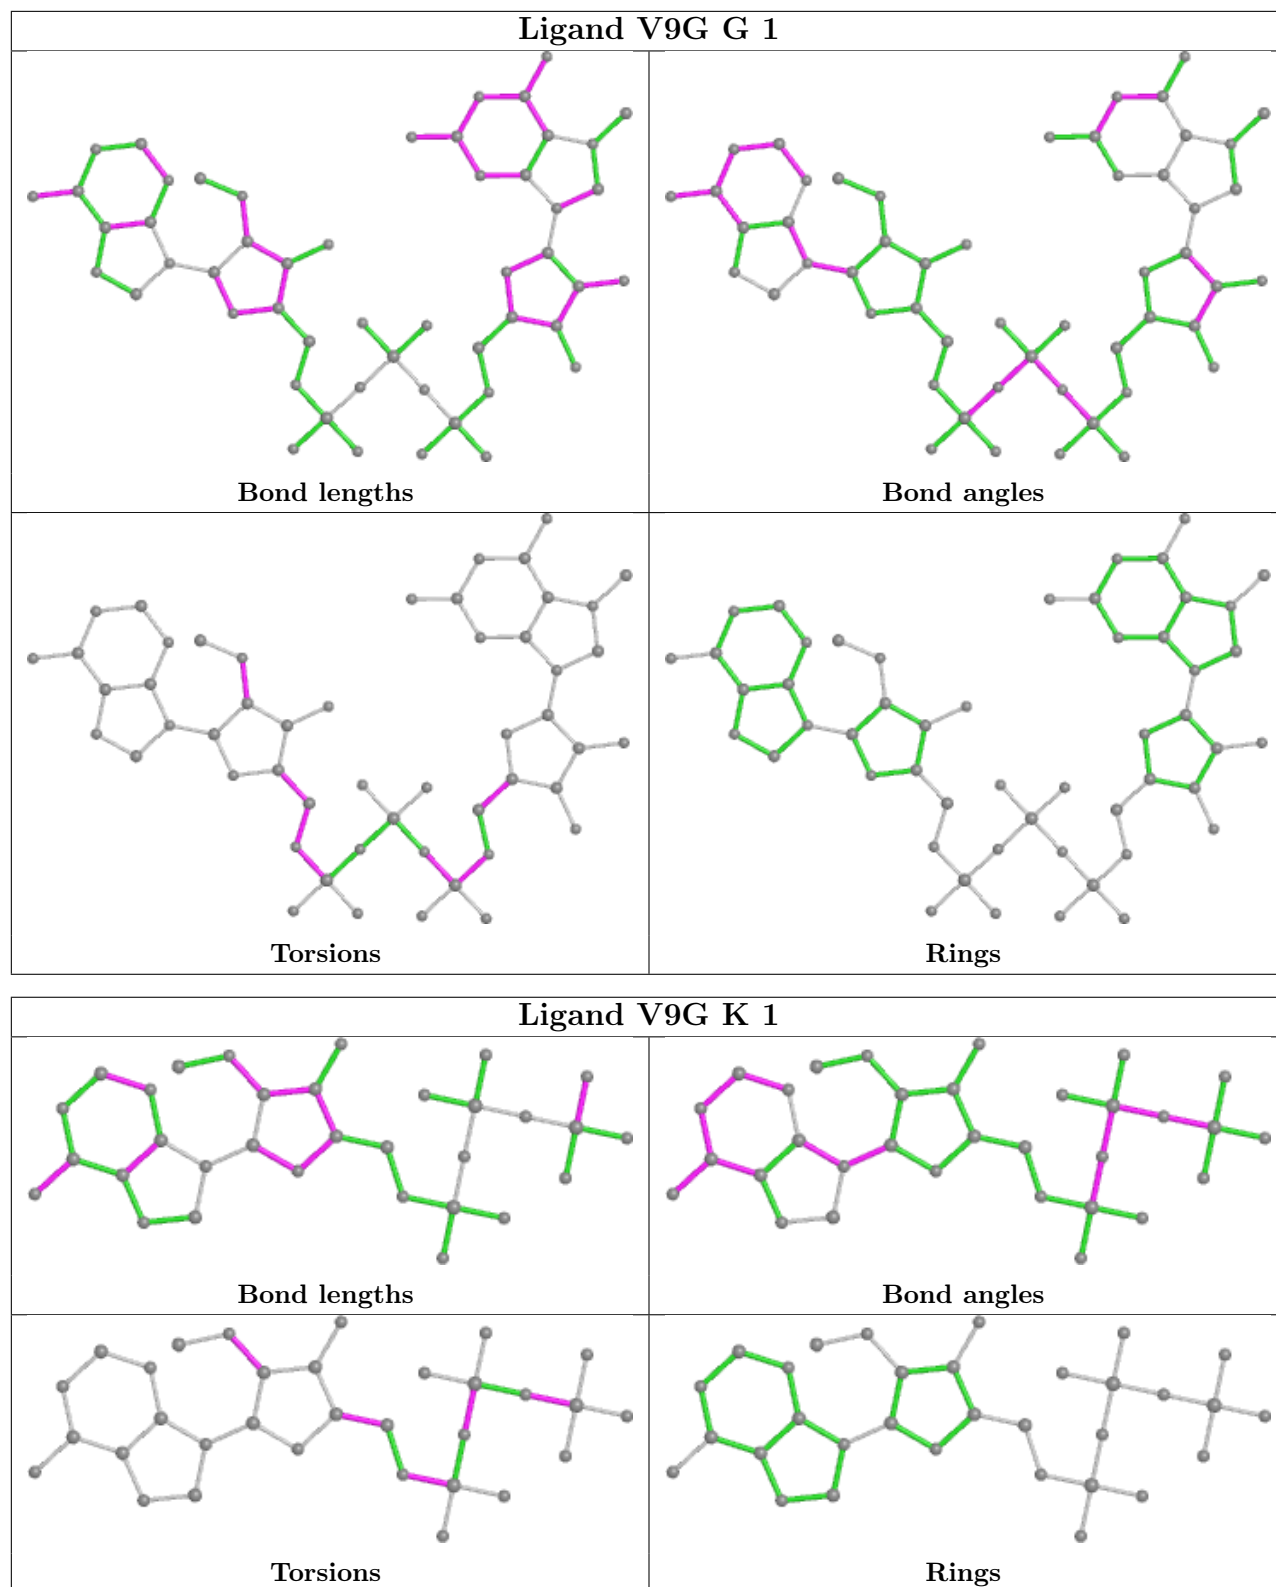 Ligand V9G G 1
Bond lengths
Bond angles
Torsions
Rings
Ligand V9G K 1
Bond lengths
Bond angles
Torsions
Rings